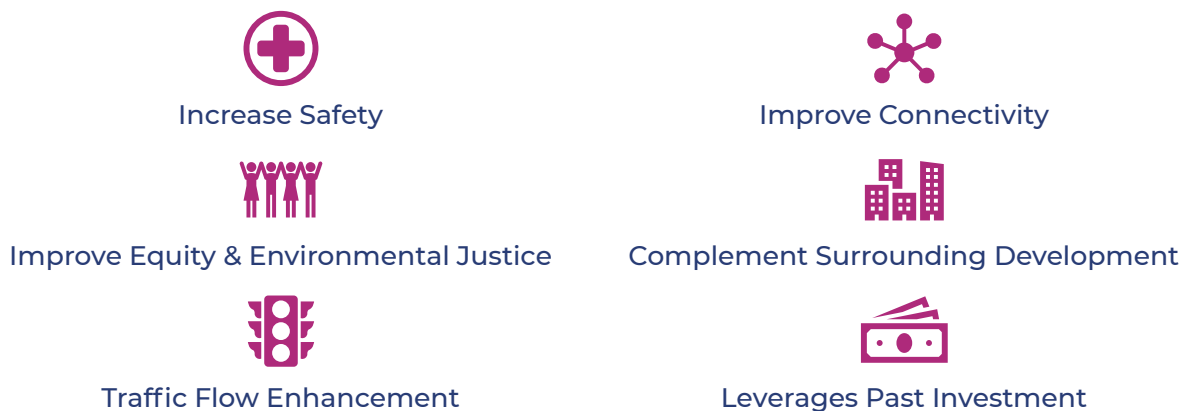 Increase Safety
Improve Connectivity
Improve Equity & Environmental Justice
Complement Surrounding Development
Traffic Flow Enhancement
Leverages Past Investment